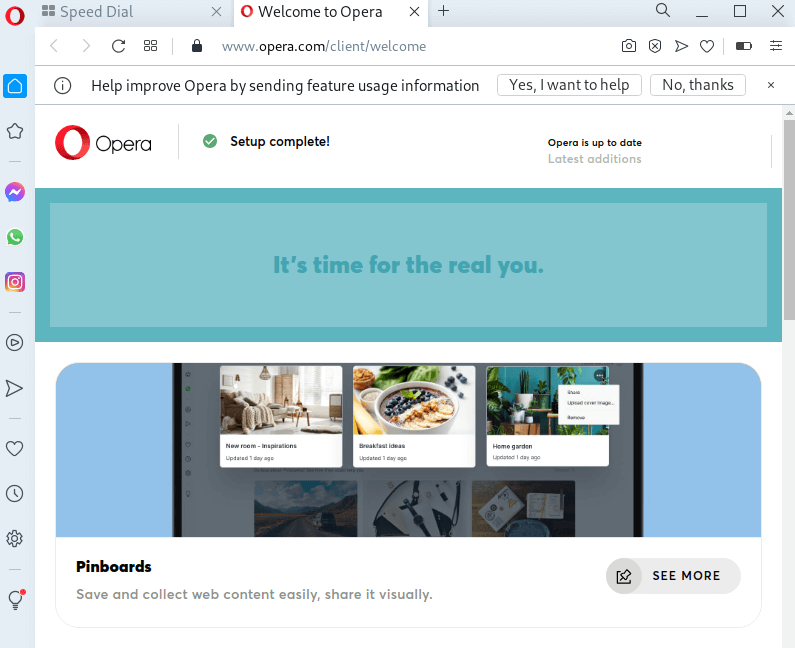 Speed Dial
Welcome to Opera
www.opera.com/client/welcome
Help improve Opera by sending feature usage information
Yes, I want to help
No, thanks
Opera
Setup complete!
Opera is up to date
Latest additions
It's time for the real you.
Share
Upload cover image...
Remove
New room - Inspirations
Updated 1 day ago
Breakfast ideas
Updated 1 day ago
Home garden
Updated 1 day ago
Pinboards
Save and collect web content easily, share it visually.
SEE MORE